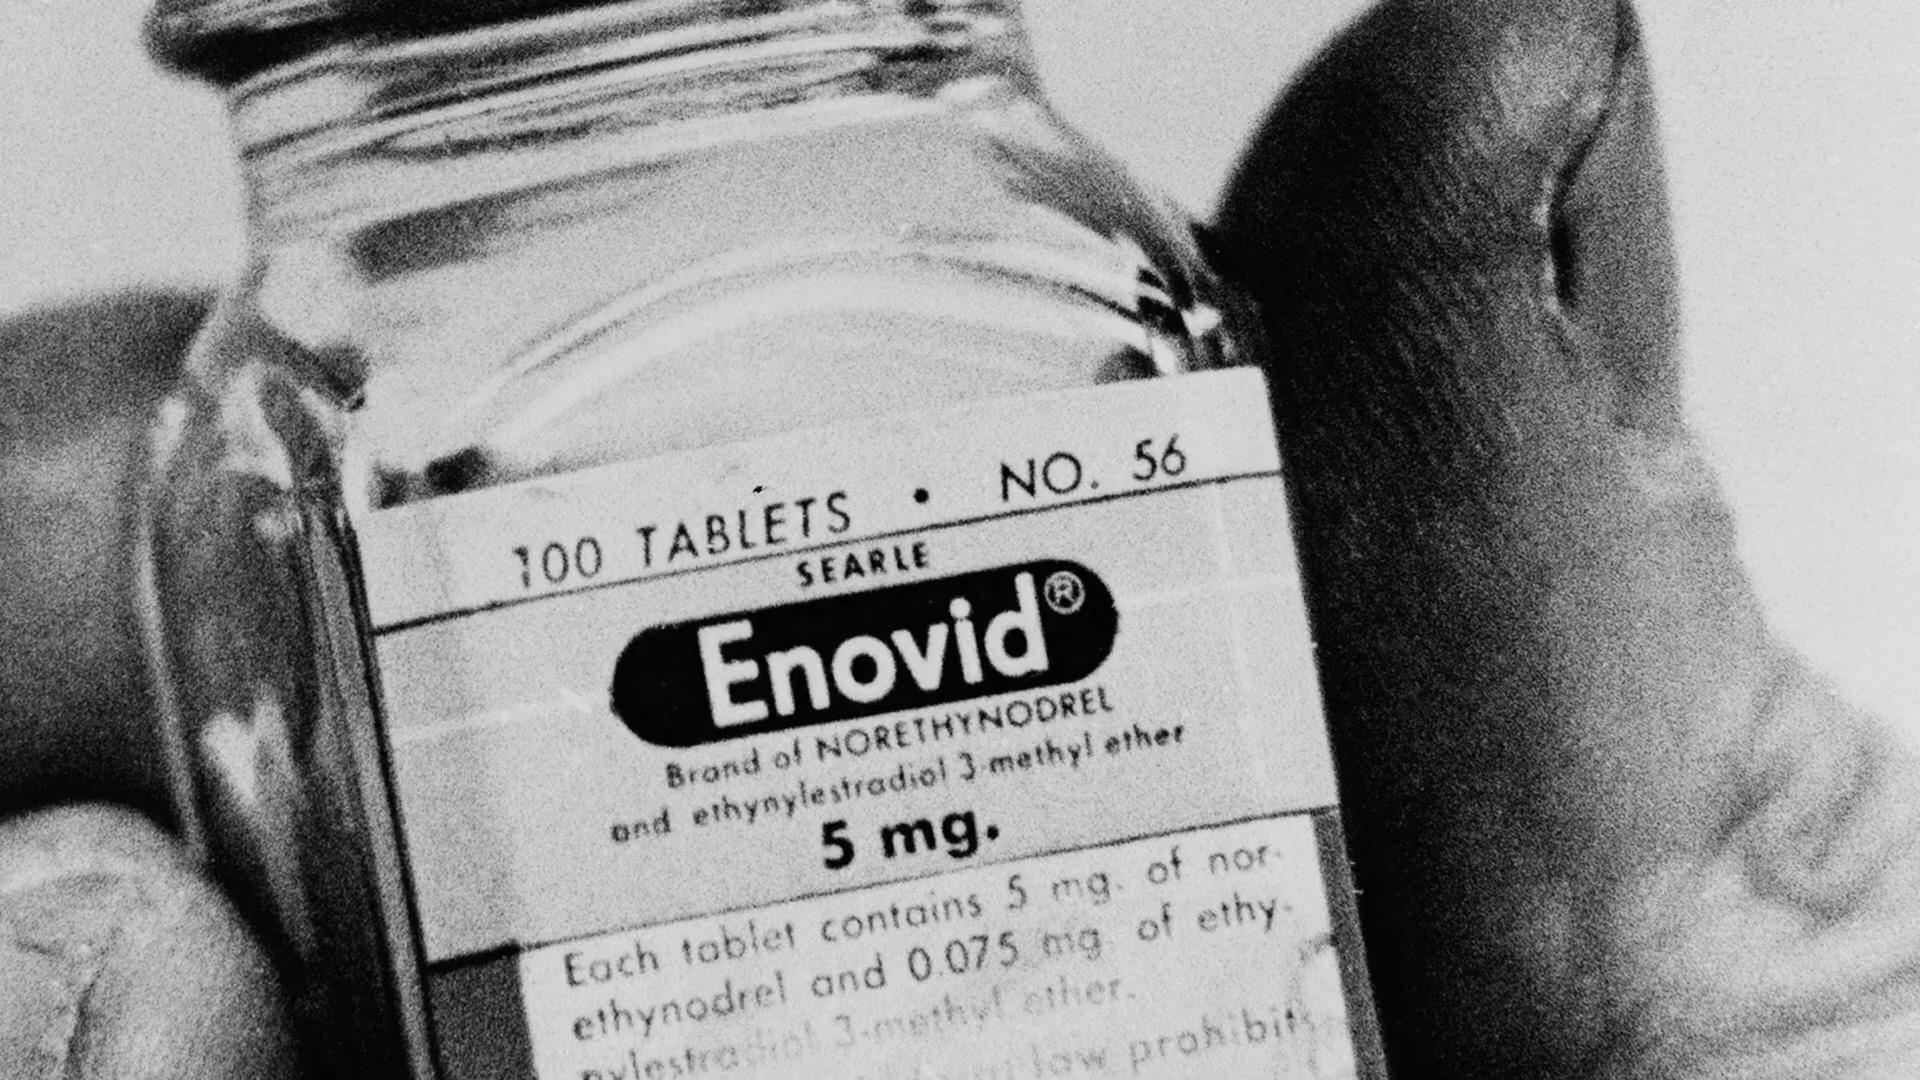 100 TABLETS • NO. 56
SEARLE
Enovid®
Brand of NORETHYNODREL
and ethynylestradiol 3-methyl ether
5 mg.
Each tablet contains 5 mg. of nor-
ethynodrel and 0.075 mg. of ethy-
nylestradiol 3-methyl ether.
law prohibits